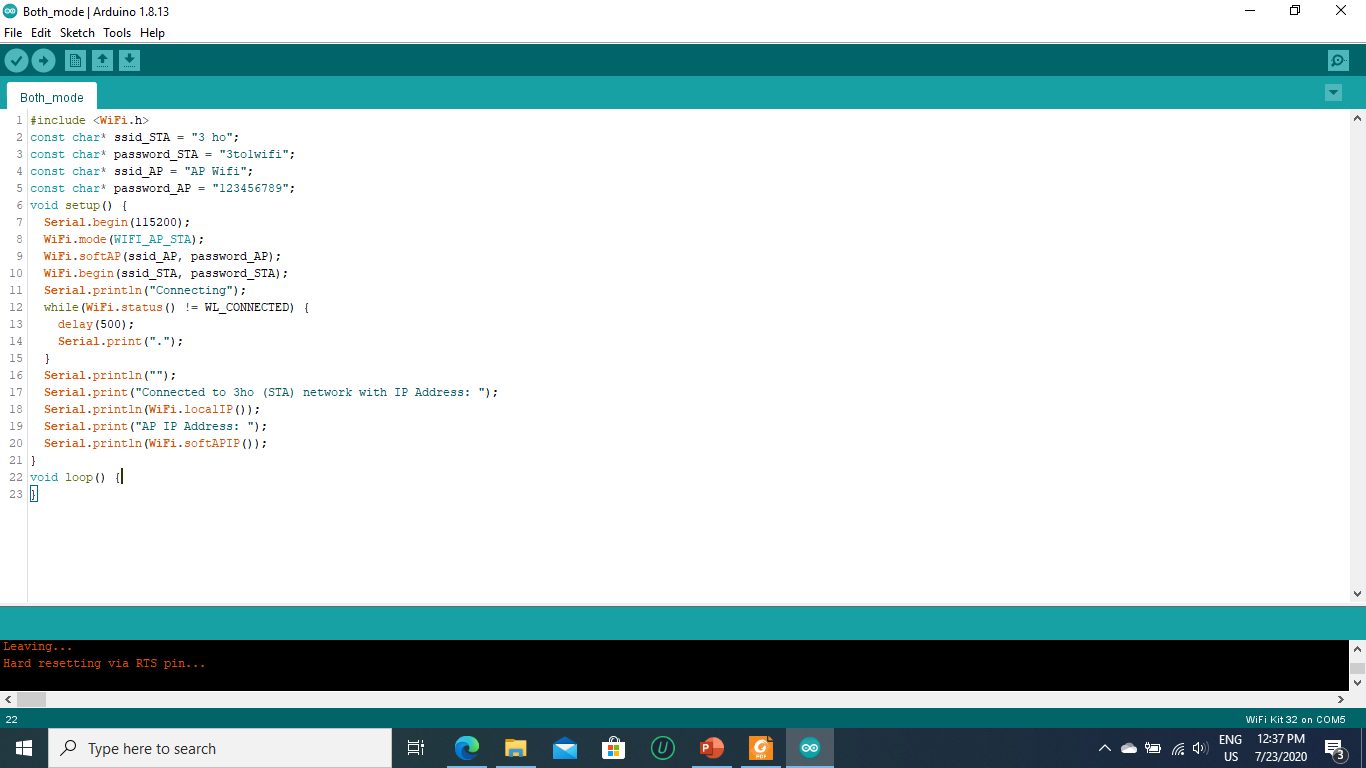 Both_mode | Arduino 1.8.13
File Edit Sketch Tools Help
Both_mode
1 #include <WiFi.h>
2 const char* ssid_STA = "3 ho";
3 const char* password_STA = "3tolwifi";
4 const char* ssid_AP = "AP Wifi";
5 const char* password_AP = "123456789";
6 void setup() {
7 Serial.begin(115200);
8 WiFi.mode(WIFI_AP_STA);
9 WiFi.softAP(ssid_AP, password_AP);
10 WiFi.begin(ssid_STA, password_STA);
11 Serial.println("Connecting");
12 while(WiFi.status() != WL_CONNECTED) {
13 delay(500);
14 Serial.print(".");
15 }
16 Serial.println("");
17 Serial.print("Connected to 3ho (STA) network with IP Address: ");
18 Serial.println(WiFi.localIP());
19 Serial.print("AP IP Address: ");
20 Serial.println(WiFi.softAPIP());
21 }
22 void loop() {
23 }
Leaving...
Hard resetting via RTS pin...
22 WiFi Kit 32 on COM5
Type here to search
ENG 12:37 PM
US 7/23/2020 3